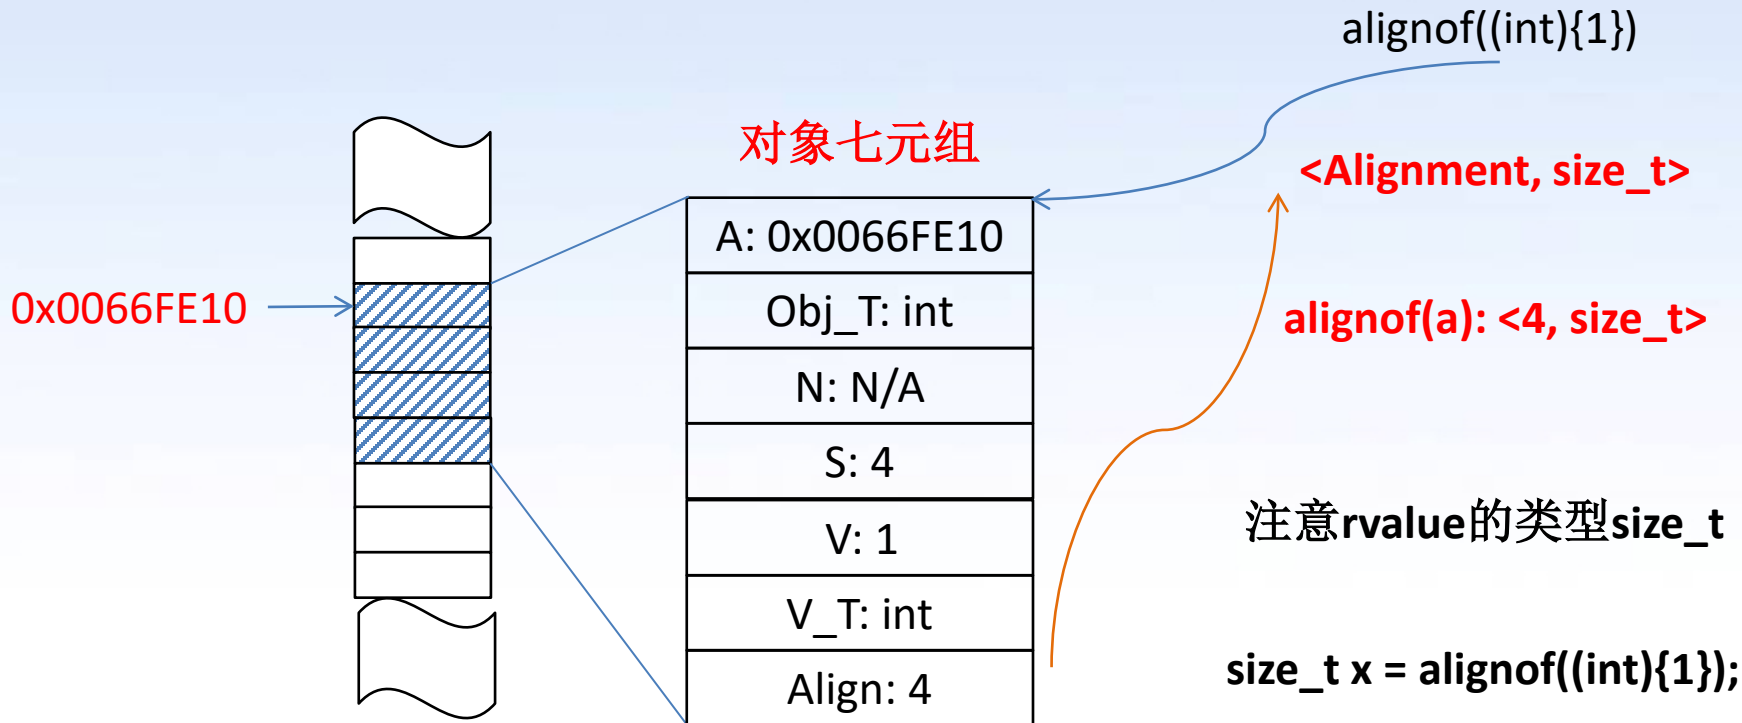 alignof((int){1})
对象七元组
<Alignment, size_t>
A: 0x0066FE10
0x0066FE10
Obj_T: int
alignof(a): <4, size_t>
N: N/A
S: 4
V: 1
注意rvalue的类型size_t
V_T: int
Align: 4
size_t x = alignof((int){1});